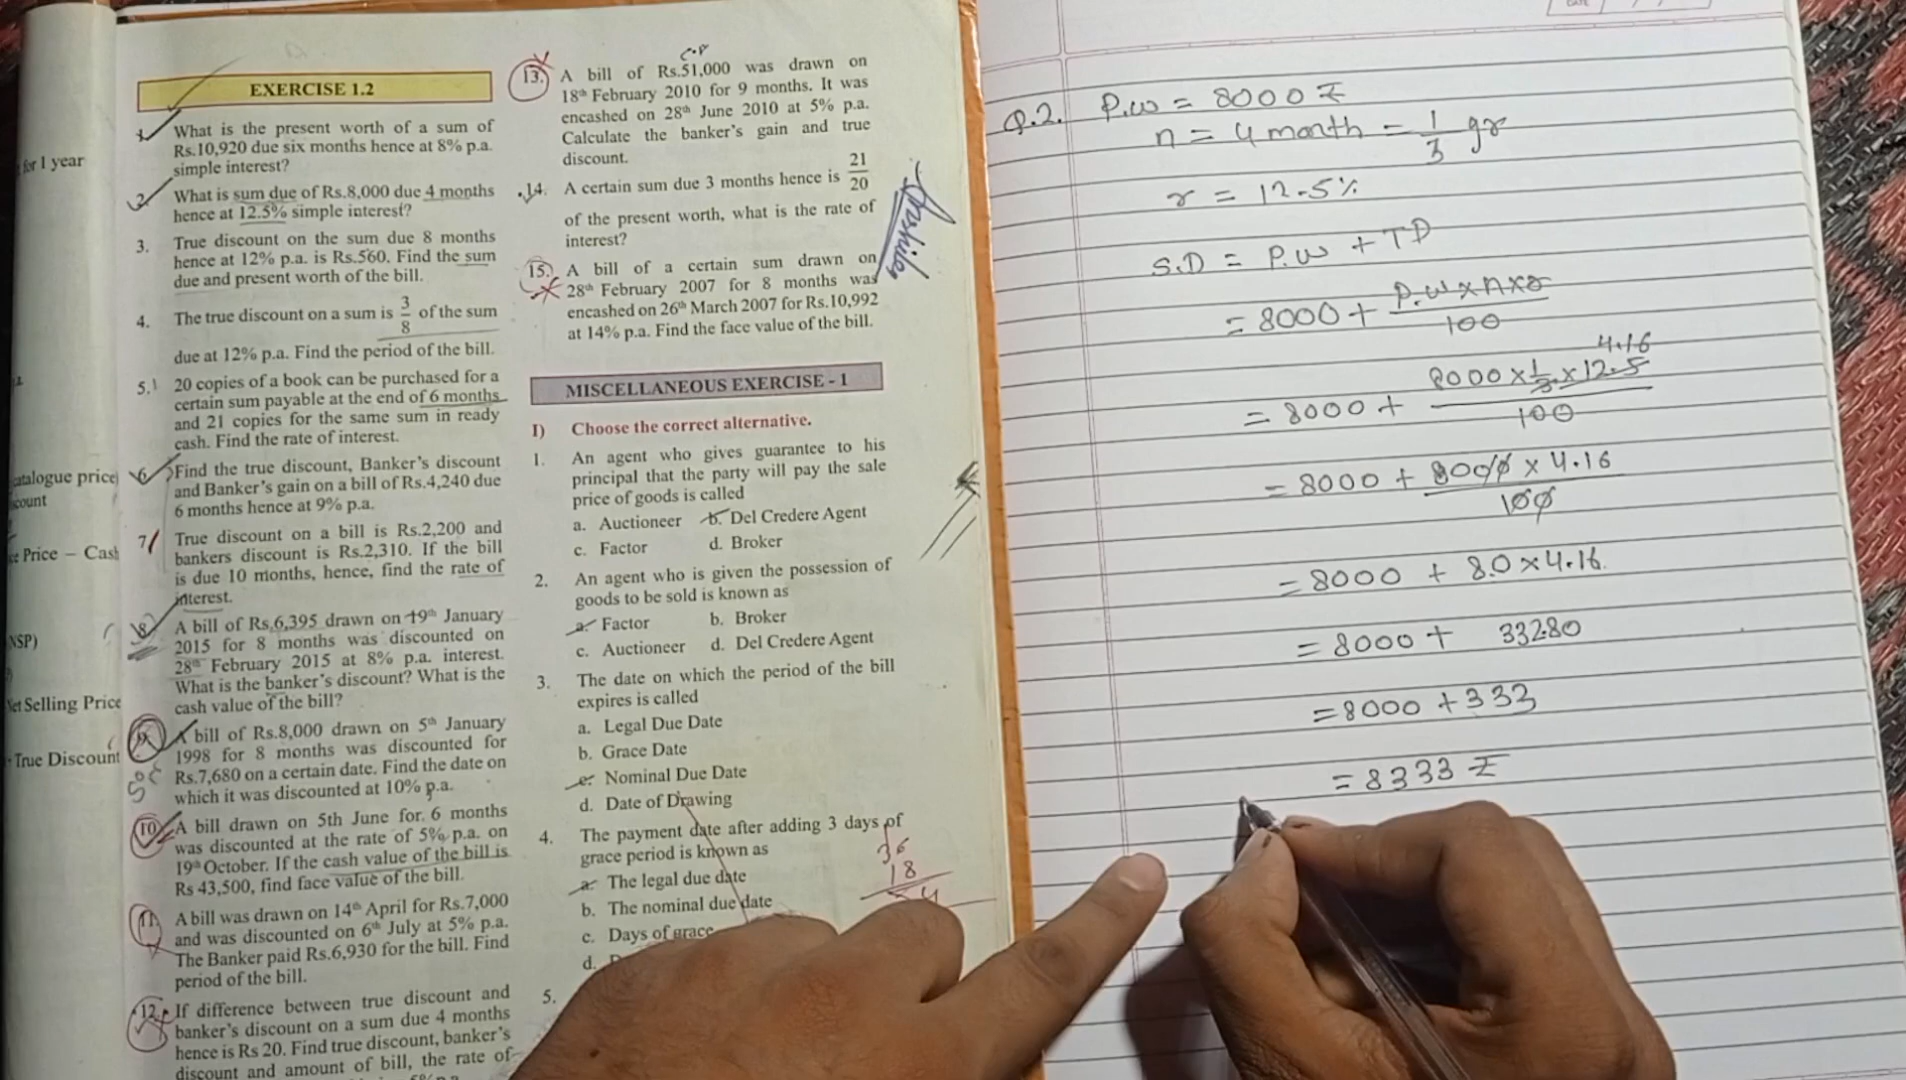 for 1 year
catalogue price
count
Price – Cash
NSP)
Net Selling Price
True Discount
EXERCISE 1.2
What is the present worth of a sum of
Rs.10,920 due six months hence at 8% p.a.
simple interest?
2. What is sum due of Rs.8,000 due 4 months
hence at 12.5% simple interest?
3. True discount on the sum due 8 months
hence at 12% p.a. is Rs.560. Find the sum
due and present worth of the bill.
4. The true discount on a sum is 3/8 of the sum
due at 12% p.a. Find the period of the bill.
5. 20 copies of a book can be purchased for a
certain sum payable at the end of 6 months
and 21 copies for the same sum in ready
cash. Find the rate of interest.
6. Find the true discount, Banker's discount
and Banker's gain on a bill of Rs.4,240 due
6 months hence at 9% p.a.
7. True discount on a bill is Rs.2,200 and
bankers discount is Rs.2,310. If the bill
is due 10 months, hence, find the rate of
interest.
8. A bill of Rs.6,395 drawn on 19th January
2015 for 8 months was discounted on
28th February 2015 at 8% p.a. interest.
What is the banker's discount? What is the
cash value of the bill?
A bill of Rs.8,000 drawn on 5th January
1998 for 8 months was discounted for
Rs.7,680 on a certain date. Find the date on
which it was discounted at 10% p.a.
10. A bill drawn on 5th June for 6 months
was discounted at the rate of 5% p.a. on
19th October. If the cash value of the bill is
Rs 43,500, find face value of the bill.
11. A bill was drawn on 14th April for Rs.7,000
and was discounted on 6th July at 5% p.a.
The Banker paid Rs.6,930 for the bill. Find
period of the bill.
12. If difference between true discount and
banker's discount on a sum due 4 months
hence is Rs 20. Find true discount, banker's
discount and amount of bill, the rate of
13. A bill of Rs.51,000 was drawn on
18th February 2010 for 9 months. It was
encashed on 28th June 2010 at 5% p.a.
Calculate the banker's gain and true
discount.
14. A certain sum due 3 months hence is 21/20
of the present worth, what is the rate of
interest?
15. A bill of a certain sum drawn on
28th February 2007 for 8 months was
encashed on 26th March 2007 for Rs.10,992
at 14% p.a. Find the face value of the bill.
MISCELLANEOUS EXERCISE - 1
I) Choose the correct alternative.
1. An agent who gives guarantee to his
principal that the party will pay the sale
price of goods is called
a. Auctioneer b. Del Credere Agent
c. Factor d. Broker
2. An agent who is given the possession of
goods to be sold is known as
a. Factor b. Broker
c. Auctioneer d. Del Credere Agent
3. The date on which the period of the bill
expires is called
a. Legal Due Date
b. Grace Date
c. Nominal Due Date
d. Date of Drawing
4. The payment date after adding 3 days of
grace period is known as
a. The legal due date
b. The nominal due date
c. Days of grace
d.
5.
36
18
Q.2. P.W = 8000 ₹
n = 4 month = 1/3 yr
r = 12.5%
S.D = P.W + TD
= 8000 + P.W×n×r/100
4.16
= 8000 + 8000×1/3×12.5/100
= 8000 + 8000 × 4.16/100
= 8000 + 80 × 4.16
= 8000 + 332.80
= 8000 + 333
= 8333 ₹